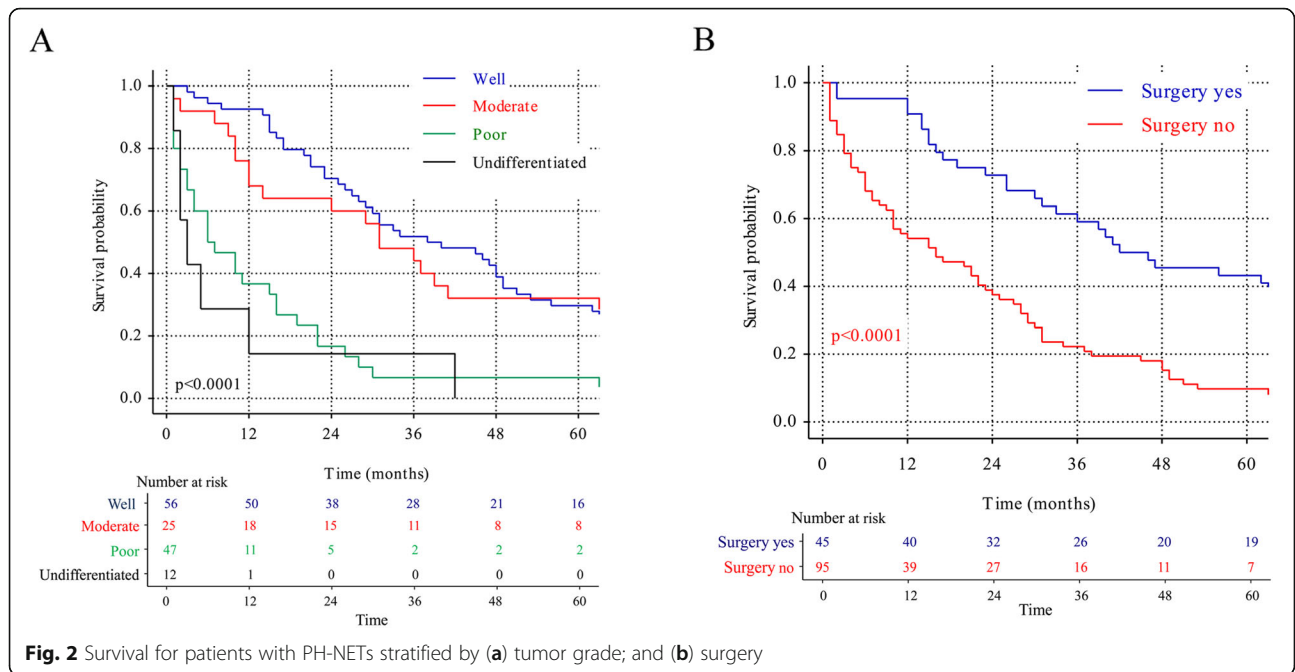 A
1.0
0.8
0.6
0.4
0.2
0.0
Survival probability
Well
Moderate
Poor
Undifferentiated
p<0.0001
0 12 24 36 48 60
Time (months)
Number at risk
Well 56 50 38 28 21 16
Moderate 25 18 15 11 8 8
Poor 47 11 5 2 2 2
Undifferentiated 12 1 0 0 0 0
0 12 24 36 48 60
Time
B
1.0
0.8
0.6
0.4
0.2
0.0
Survival probability
Surgery yes
Surgery no
p<0.0001
0 12 24 36 48 60
Time (months)
Number at risk
Surgery yes 45 40 32 26 20 19
Surgery no 95 39 27 16 11 7
0 12 24 36 48 60
Time
Fig. 2 Survival for patients with PH-NETs stratified by (a) tumor grade; and (b) surgery